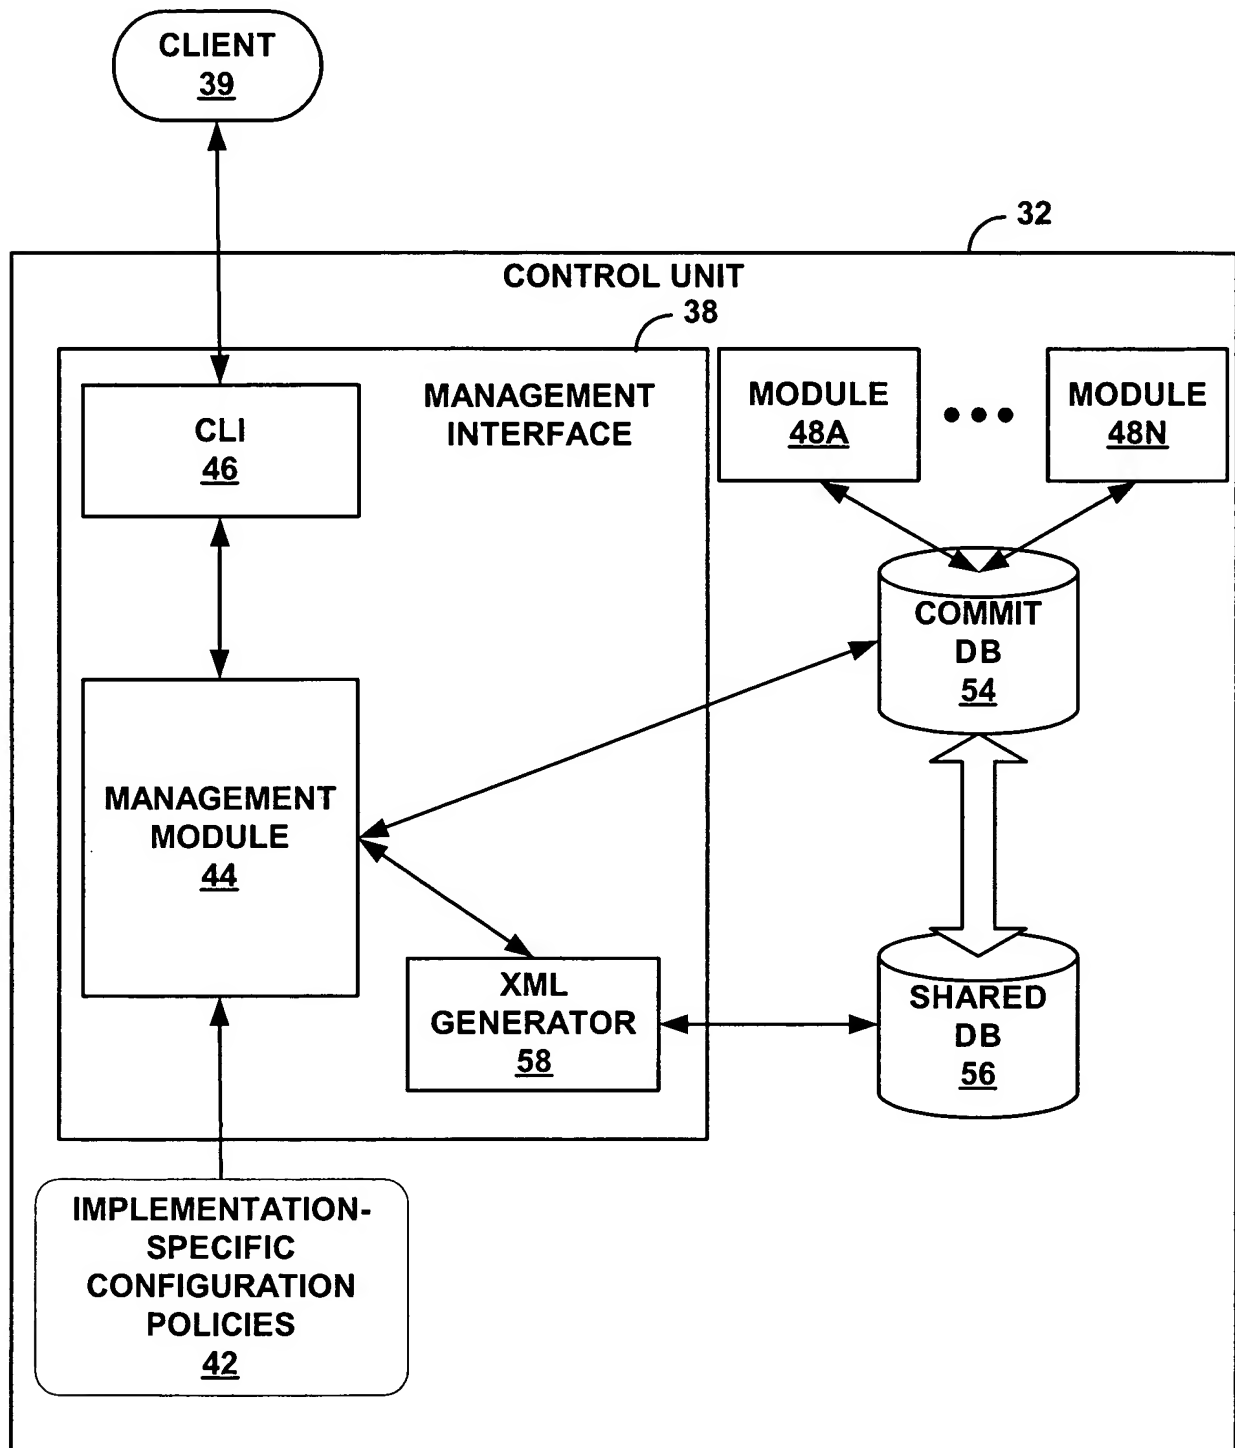 CLIENT
39
32
CONTROL UNIT
38
MANAGEMENT
INTERFACE
CLI
46
MODULE
48A
MODULE
48N
COMMIT
DB
54
MANAGEMENT
MODULE
44
XML
GENERATOR
58
SHARED
DB
56
IMPLEMENTATION-
SPECIFIC
CONFIGURATION
POLICIES
42